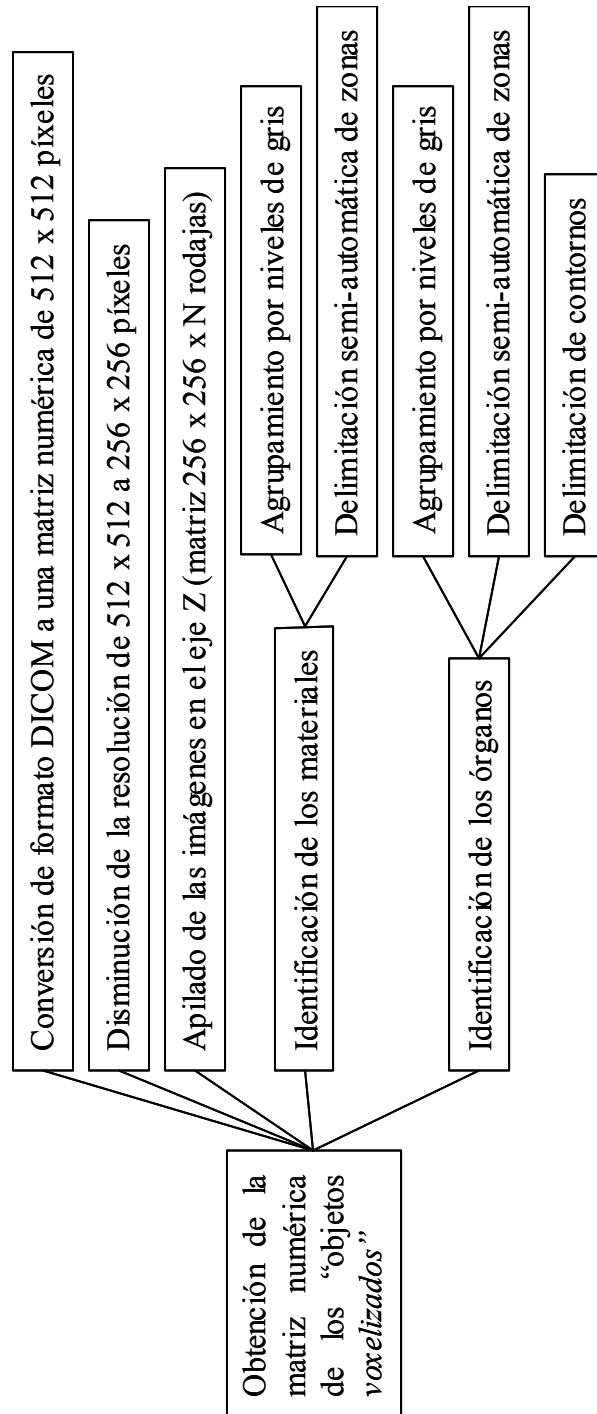 Obtención de la
matriz numérica
de los “objetos
voxelizados”
Conversión de formato DICOM a una matriz numérica de 512 x 512 píxeles
Disminución de la resolución de 512 x 512 a 256 x 256 píxeles
Apilado de las imágenes en el eje Z (matriz 256 x 256 x N rodajas)
Identificación de los materiales
Agrupamiento por niveles de gris
Delimitación semi-automática de zonas
Identificación de los órganos
Agrupamiento por niveles de gris
Delimitación semi-automática de zonas
Delimitación de contornos